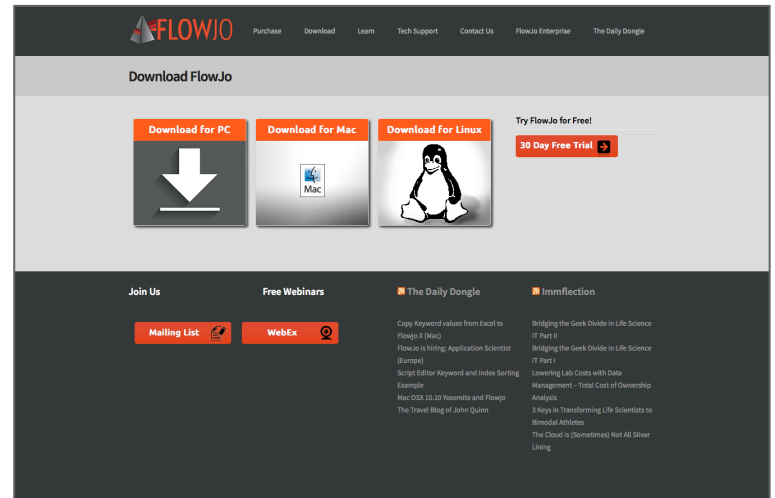 FLOWJO
Purchase Download Learn Tech Support Contact Us FlowJo Enterprise The Daily Dongle
Download FlowJo
Download for PC
Download for Mac
Mac
Download for Linux
Try FlowJo for Free!
30 Day Free Trial
Join Us
Mailing List
Free Webinars
WebEx
The Daily Dongle
Copy Keyword values from Excel to
Flowjo X (Mac)
FlowJo is hiring: Application Scientist
(Europe)
Script Editor Keyword and Index Sorting
Example
Mac OSX 10.10 Yosemite and Flowjo
The Travel Blog of John Quinn
Immflection
Bridging the Geek Divide in Life Science
IT Part II
Bridging the Geek Divide in Life Science
IT Part I
Lowering Lab Costs with Data
Management – Total Cost of Ownership
Analysis
3 Keys in Transforming Life Scientists to
Bimodal Athletes
The Cloud is (Sometimes) Not All Silver
Lining